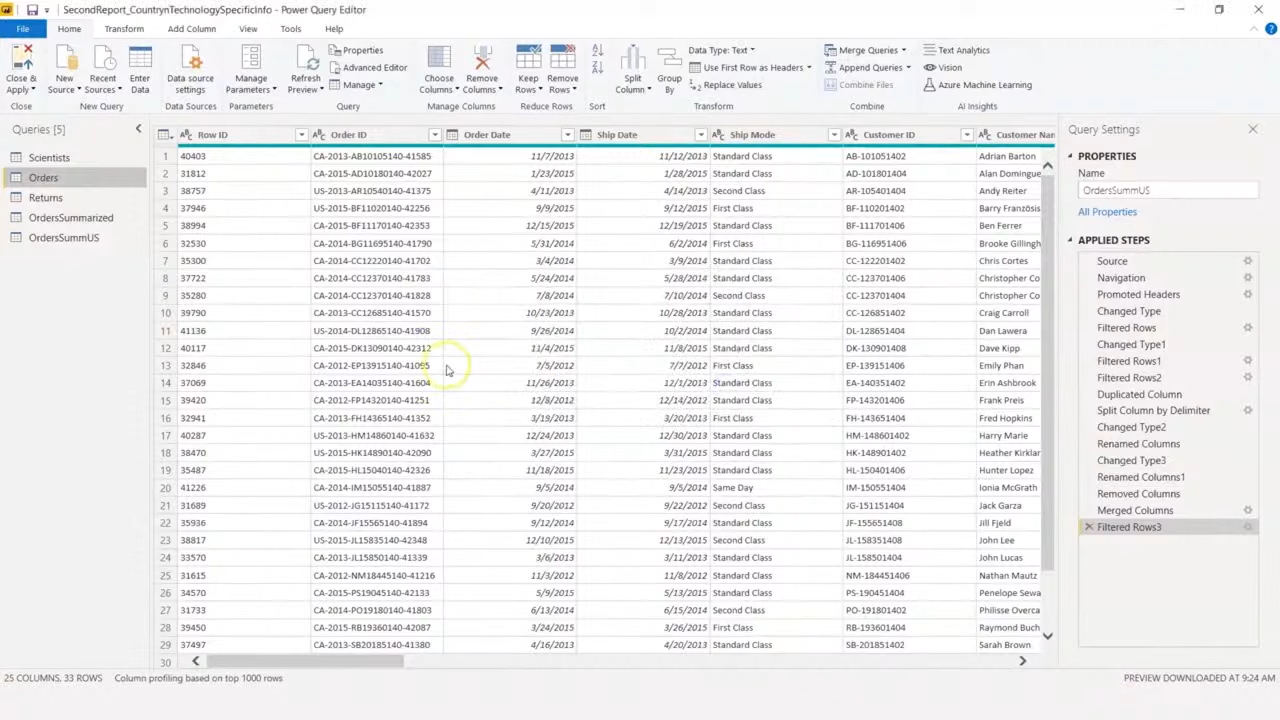 SecondReport_CountrynTechnologySpecificInfo - Power Query Editor
File Home Transform Add Column View Tools Help
Close & Apply
New Source
Recent Sources
Enter Data
Data source settings
Manage Parameters
Refresh Preview
Properties
Advanced Editor
Manage
Choose Columns
Remove Columns
Keep Rows
Remove Rows
Split Column
Group By
Data Type: Text
Use First Row as Headers
Replace Values
Merge Queries
Append Queries
Combine Files
Text Analytics
Vision
Azure Machine Learning
Close New Query Data Sources Parameters Query Manage Columns Reduce Rows Sort Transform Combine AI Insights
Queries [5]
Scientists
Orders
Returns
OrdersSummarized
OrdersSummUS
Row ID Order ID Order Date Ship Date Ship Mode Customer ID Customer Nan
1 40403 CA-2013-AB10105140-41585 11/7/2013 11/12/2013 Standard Class AB-101051402 Adrian Barton
2 31812 CA-2015-AD10180140-42027 1/23/2015 1/28/2015 Standard Class AD-101801404 Alan Domingue
3 38757 US-2013-AR10540140-41375 4/11/2013 4/14/2013 Second Class AR-105401404 Andy Reiter
4 37946 US-2015-BF11020140-42256 9/9/2015 9/12/2015 First Class BF-110201402 Barry Französis
5 38994 US-2015-BF11170140-42353 12/15/2015 12/19/2015 Standard Class BF-111701406 Ben Ferrer
6 32530 CA-2014-BG11695140-41790 5/31/2014 6/2/2014 First Class BG-116951406 Brooke Gillingh
7 35300 CA-2014-CC12220140-41702 3/4/2014 3/9/2014 Standard Class CC-122201402 Chris Cortes
8 37722 CA-2014-CC12370140-41783 5/24/2014 5/28/2014 Standard Class CC-123701406 Christopher Co
9 35280 CA-2014-CC12370140-41828 7/8/2014 7/10/2014 Second Class CC-123701404 Christopher Co
10 39790 CA-2013-CC12685140-41570 10/23/2013 10/28/2013 Standard Class CC-126851404 Craig Carroll
11 41136 US-2014-DL12865140-41908 9/26/2014 10/2/2014 Standard Class DL-128651404 Dan Lawera
12 40117 CA-2015-DK13090140-42312 11/4/2015 11/8/2015 Standard Class DK-130901408 Dave Kipp
13 32846 CA-2012-EP13915140-41095 7/5/2012 7/7/2012 First Class EP-139151406 Emily Phan
14 37069 CA-2013-EA14035140-41604 11/26/2013 12/1/2013 Standard Class EA-140351402 Erin Ashbrook
15 39420 CA-2012-FP14320140-41251 12/8/2012 12/14/2012 Standard Class FP-143201406 Frank Preis
16 32941 CA-2013-FH14365140-41352 3/19/2013 3/20/2013 First Class FH-143651404 Fred Hopkins
17 40287 US-2013-HM14860140-41632 12/24/2013 12/30/2013 Standard Class HM-148601402 Harry Marie
18 38470 US-2015-HK14890140-42090 3/27/2015 3/31/2015 Standard Class HK-148901402 Heather Kirklar
19 35487 CA-2015-HL15040140-42326 11/18/2015 11/23/2015 Standard Class HL-150401406 Hunter Lopez
20 41226 CA-2014-IM15055140-41887 9/5/2014 9/5/2014 Same Day IM-150551404 Ionia McGrath
21 31689 CA-2012-JG15115140-41172 9/20/2012 9/22/2012 Second Class JG-151151404 Jack Garza
22 35936 CA-2014-JF15565140-41894 9/12/2014 9/17/2014 Standard Class JF-155651408 Jill Fjeld
23 38817 US-2015-JL15835140-42348 12/10/2015 12/13/2015 Second Class JL-158351408 John Lee
24 33570 CA-2013-JL15850140-41339 3/6/2013 3/11/2013 Standard Class JL-158501404 John Lucas
25 31615 CA-2012-NM18445140-41216 11/3/2012 11/8/2012 Standard Class NM-184451406 Nathan Mautz
26 34570 CA-2015-PS19045140-42133 5/9/2015 5/13/2015 Standard Class PS-190451404 Penelope Sewa
27 31733 CA-2014-PO19180140-41803 6/13/2014 6/15/2014 Second Class PO-191801402 Philisse Overca
28 39450 CA-2015-RB19360140-42087 3/24/2015 3/26/2015 First Class RB-193601404 Raymond Buch
29 37497 CA-2013-SB20185140-41380 4/16/2013 4/20/2013 Standard Class SB-201851402 Sarah Brown
30
Query Settings
PROPERTIES
Name
OrdersSummUS
All Properties
APPLIED STEPS
Source
Navigation
Promoted Headers
Changed Type
Filtered Rows
Changed Type1
Filtered Rows1
Filtered Rows2
Duplicated Column
Split Column by Delimiter
Changed Type2
Renamed Columns
Changed Type3
Renamed Columns1
Removed Columns
Merged Columns
Filtered Rows3
25 COLUMNS, 33 ROWS Column profiling based on top 1000 rows PREVIEW DOWNLOADED AT 9:24 AM